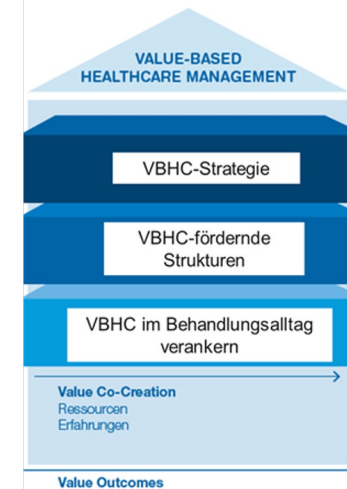 VALUE-BASED
HEALTHCARE MANAGEMENT
VBHC-Strategie
VBHC-fördernde
Strukturen
VBHC im Behandlungsalltag
verankern
Value Co-Creation
Ressourcen
Erfahrungen
Value Outcomes